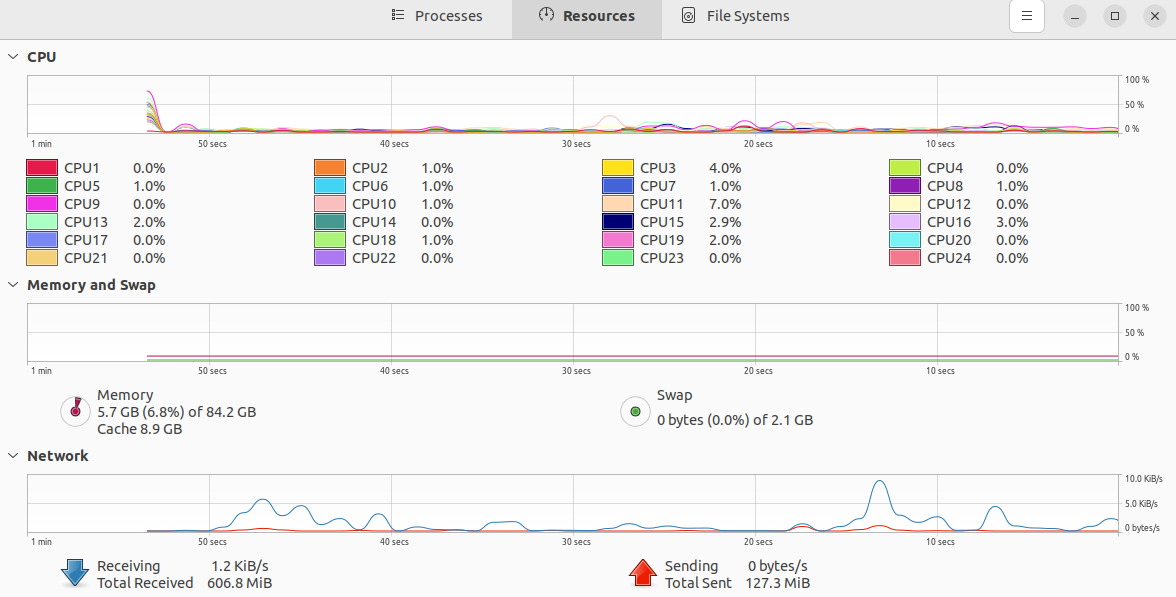 Processes Resources File Systems
CPU
100 %
50 %
0 %
1 min 50 secs 40 secs 30 secs 20 secs 10 secs
CPU1 0.0% CPU2 1.0% CPU3 4.0% CPU4 0.0%
CPU5 1.0% CPU6 1.0% CPU7 1.0% CPU8 1.0%
CPU9 0.0% CPU10 1.0% CPU11 7.0% CPU12 0.0%
CPU13 2.0% CPU14 0.0% CPU15 2.9% CPU16 3.0%
CPU17 0.0% CPU18 1.0% CPU19 2.0% CPU20 0.0%
CPU21 0.0% CPU22 0.0% CPU23 0.0% CPU24 0.0%
Memory and Swap
100 %
50 %
0 %
1 min 50 secs 40 secs 30 secs 20 secs 10 secs
Memory
5.7 GB (6.8%) of 84.2 GB
Cache 8.9 GB
Swap
0 bytes (0.0%) of 2.1 GB
Network
10.0 KiB/s
5.0 KiB/s
0 bytes/s
1 min 50 secs 40 secs 30 secs 20 secs 10 secs
Receiving 1.2 KiB/s
Total Received 606.8 MiB
Sending 0 bytes/s
Total Sent 127.3 MiB